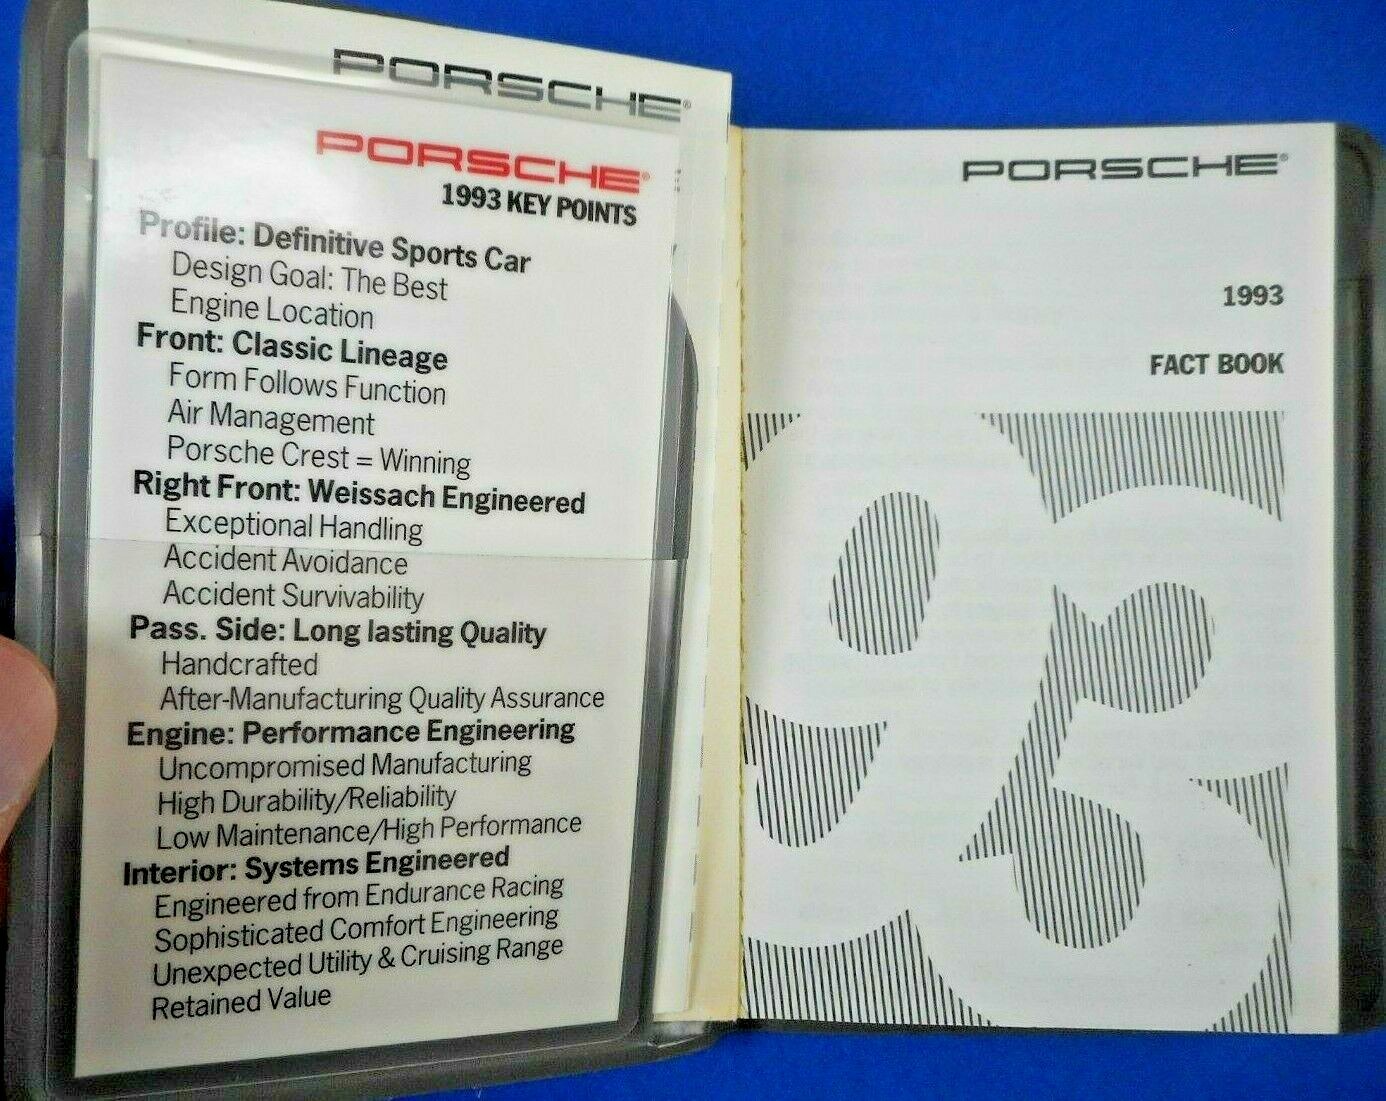 PORSCHE®
PORSCHE®
1993 KEY POINTS
Profile: Definitive Sports Car
Design Goal: The Best
Engine Location
Front: Classic Lineage
Form Follows Function
Air Management
Porsche Crest = Winning
Right Front: Weissach Engineered
Exceptional Handling
Accident Avoidance
Accident Survivability
Pass. Side: Long lasting Quality
Handcrafted
After-Manufacturing Quality Assurance
Engine: Performance Engineering
Uncompromised Manufacturing
High Durability/Reliability
Low Maintenance/High Performance
Interior: Systems Engineered
Engineered from Endurance Racing
Sophisticated Comfort Engineering
Unexpected Utility & Cruising Range
Retained Value
PORSCHE®
1993
FACT BOOK
93